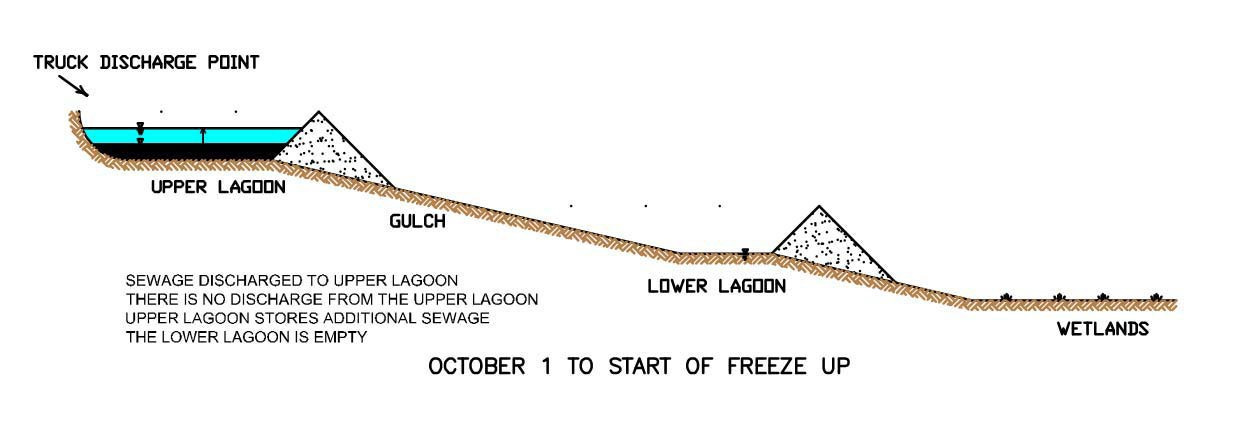 TRUCK DISCHARGE POINT
UPPER LAGOON
GULCH
LOWER LAGOON
SEWAGE DISCHARGED TO UPPER LAGOON
THERE IS NO DISCHARGE FROM THE UPPER LAGOON
UPPER LAGOON STORES ADDITIONAL SEWAGE
THE LOWER LAGOON IS EMPTY
WETLANDS
OCTOBER 1 TO START OF FREEZE UP